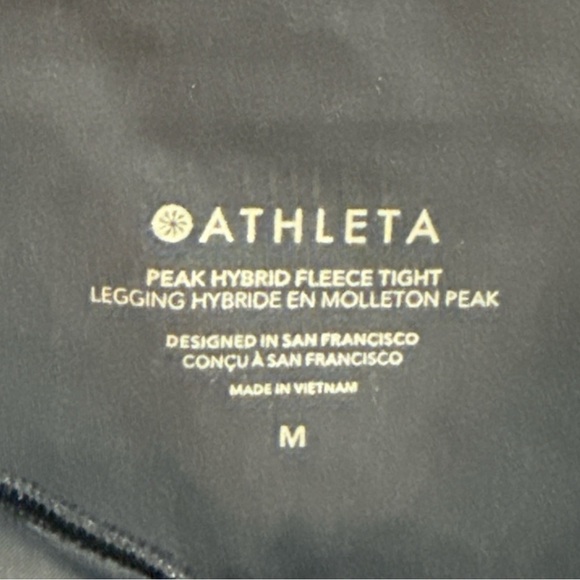 ATHLETA
PEAK HYBRID FLEECE TIGHT
LEGGING HYBRIDE EN MOLLETON PEAK
DESIGNED IN SAN FRANCISCO
CONÇU À SAN FRANCISCO
MADE IN VIETNAM
M